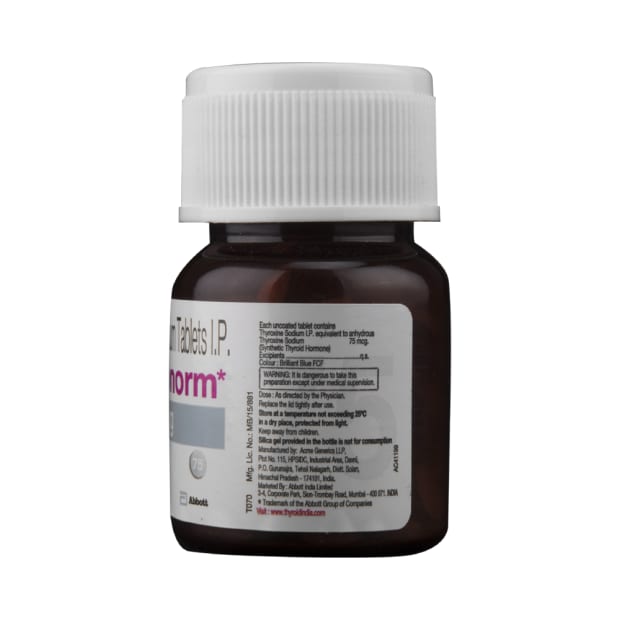 um Tablets I.P.
norm*
g
75
Abbott
T070 Mfg. Lic. No.: MB/15/881
Each uncoated tablet contains
Thyroxine Sodium I.P. equivalent to anhydrous
Thyroxine Sodium 75 mcg.
(Synthetic Thyroid Hormone)
Excipients q.s.
Colour : Brilliant Blue FCF
WARNING: It is dangerous to take this
preparation except under medical supervision.
Dose : As directed by the Physician.
Replace the lid tightly after use.
Store at a temperature not exceeding 25°C
in a dry place, protected from light.
Keep away from children.
Silica gel provided in the bottle is not for consumption
Manufactured by: Acme Generics LLP,
Plot No. 115, HPSIDC, Industrial Area, Davni,
P.O. Gurumajra, Tehsil Nalagarh, Distt. Solan,
Himachal Pradesh - 174101, India.
Marketed By : Abbott India Limited
3-4, Corporate Park, Sion-Trombay Road, Mumbai - 400 071. INDIA
* Trademark of the Abbott Group of Companies
Visit : www.thyroidindia.com
AC41199